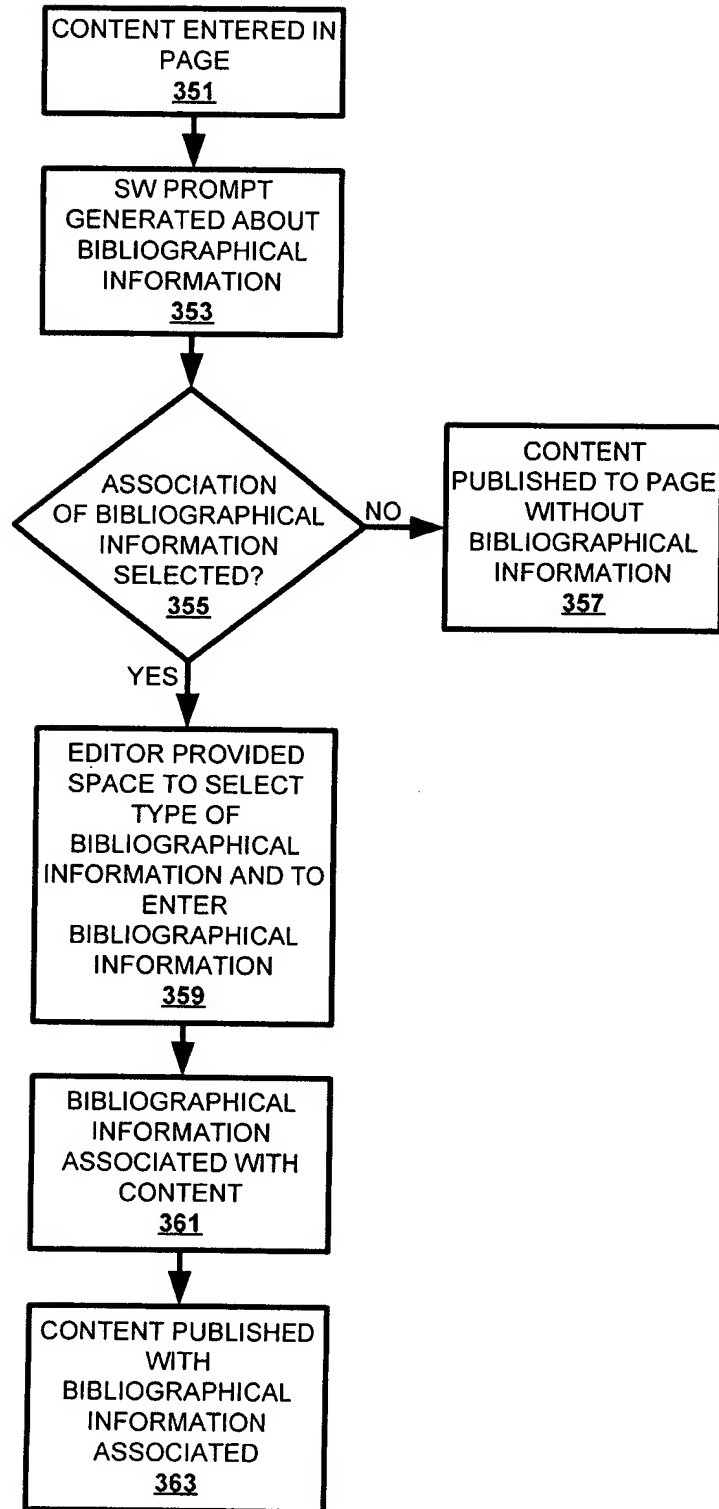 CONTENT ENTERED IN
PAGE
351
SW PROMPT
GENERATED ABOUT
BIBLIOGRAPHICAL
INFORMATION
353
ASSOCIATION
OF BIBLIOGRAPHICAL
INFORMATION
SELECTED?
355
NO
CONTENT
PUBLISHED TO PAGE
WITHOUT
BIBLIOGRAPHICAL
INFORMATION
357
YES
EDITOR PROVIDED
SPACE TO SELECT
TYPE OF
BIBLIOGRAPHICAL
INFORMATION AND TO
ENTER
BIBLIOGRAPHICAL
INFORMATION
359
BIBLIOGRAPHICAL
INFORMATION
ASSOCIATED WITH
CONTENT
361
CONTENT PUBLISHED
WITH
BIBLIOGRAPHICAL
INFORMATION
ASSOCIATED
363